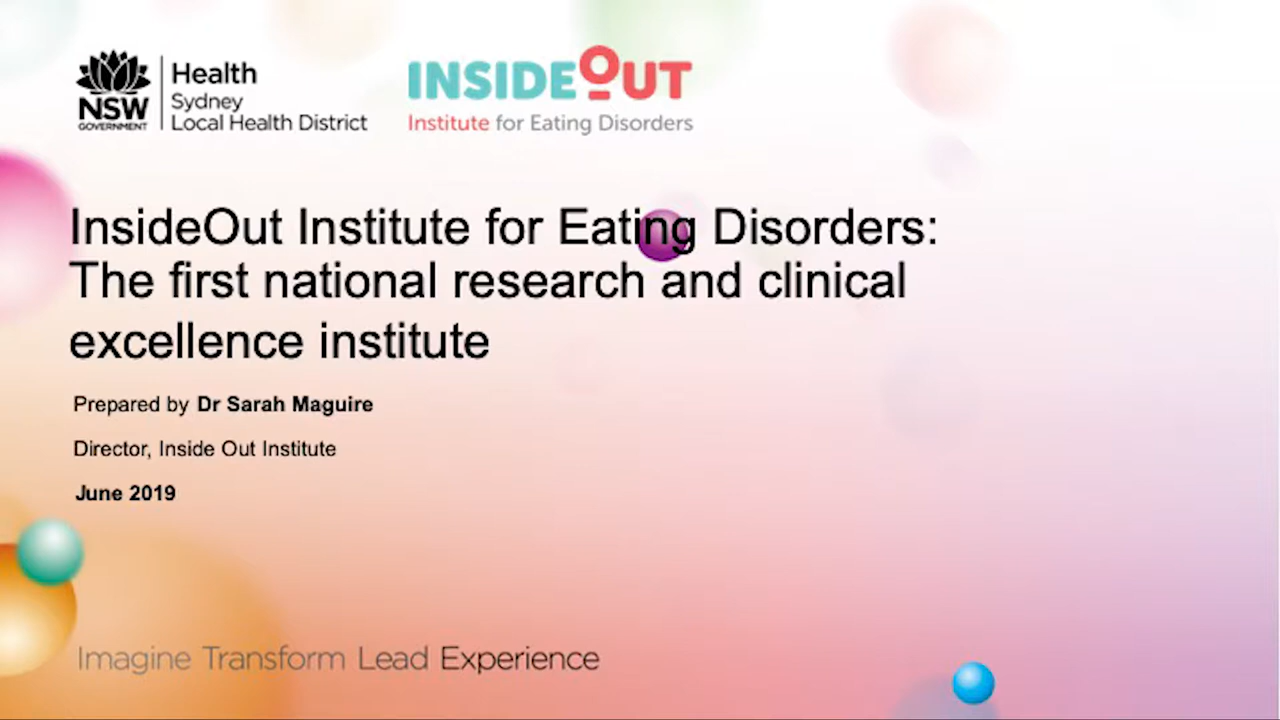 Health
Sydney
Local Health District
NSW
GOVERNMENT
INSIDEOUT
Institute for Eating Disorders
InsideOut Institute for Eating Disorders:
The first national research and clinical
excellence institute
Prepared by Dr Sarah Maguire
Director, Inside Out Institute
June 2019
Imagine Transform Lead Experience